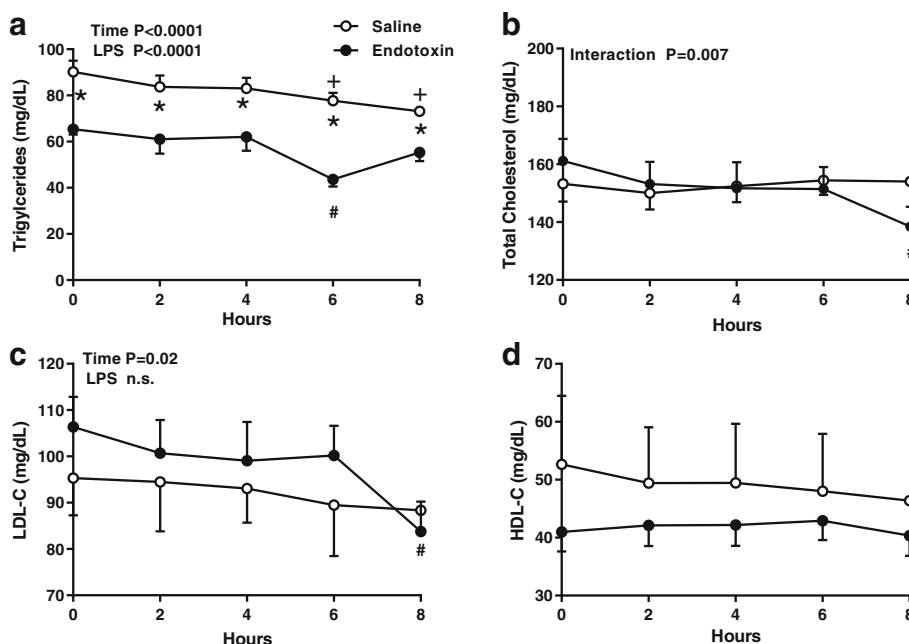 a
Time P<0.0001
LPS P<0.0001
Saline
Endotoxin
Trigylcerides (mg/dL)
100
80
60
40
20
0
+
+
*
*
*
*
*
#
0 2 4 6 8
Hours
b
Interaction P=0.007
Total Cholesterol (mg/dL)
200
180
160
140
120
0 2 4 6 8
Hours
c
Time P=0.02
LPS n.s.
LDL-C (mg/dL)
120
110
100
90
80
70
#
0 2 4 6 8
Hours
d
HDL-C (mg/dL)
70
60
50
40
30
0 2 4 6 8
Hours